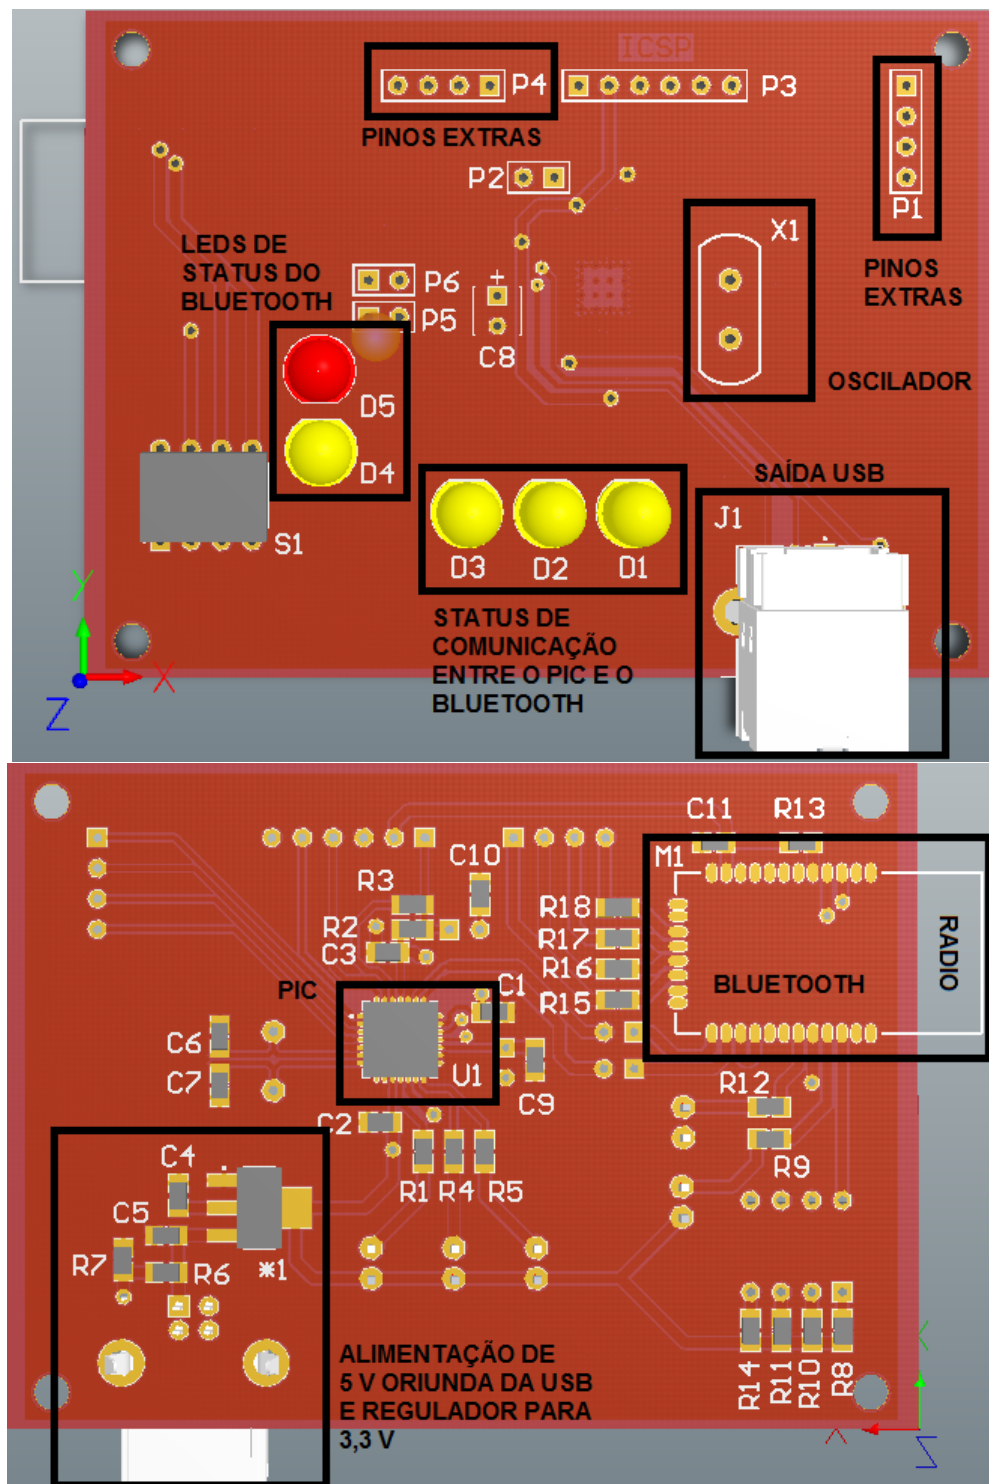 ICSP
P4
P3
PINOS EXTRAS
P1
P2
X1
LEDS DE
STATUS DO
BLUETOOTH
PINOS
EXTRAS
P6
P5
C8
OSCILADOR
D5
D4
SAÍDA USB
S1
J1
D3 D2 D1
STATUS DE
COMUNICAÇÃO
ENTRE O PIC E O
BLUETOOTH
Y
X
Z
C11 R13
M1
C10
R3
R18
R2
R17
C3
R16
RADIO
PIC
C1
BLUETOOTH
R15
C6
C7
U1
C9
R12
C2
C4
R9
R1 R4 R5
C5
R7
R6
*1
ALIMENTAÇÃO DE
5 V ORIUNDA DA USB
E REGULADOR PARA
3,3 V
R14 R11 R10 R8
Y
X
Z